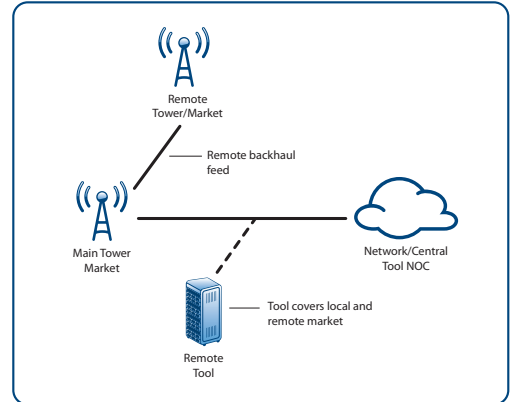 Remote
Tower/Market
Remote backhaul
feed
Main Tower
Market
Network/Central
Tool NOC
Tool covers local and
remote market
Remote
Tool